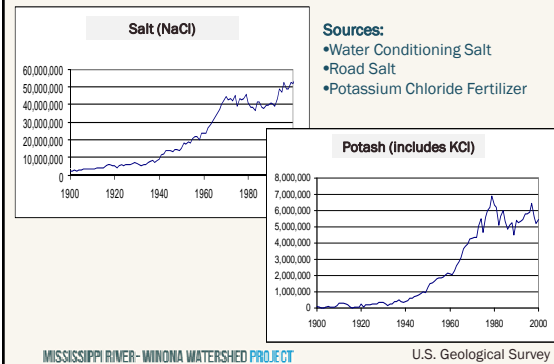 Salt (NaCl)
60,000,000
50,000,000
40,000,000
30,000,000
20,000,000
10,000,000
0
1900 1920 1940 1960 1980
Sources:
•Water Conditioning Salt
•Road Salt
•Potassium Chloride Fertilizer
Potash (includes KCl)
8,000,000
7,000,000
6,000,000
5,000,000
4,000,000
3,000,000
2,000,000
1,000,000
0
1900 1920 1940 1960 1980 2000
MISSISSIPPI RIVER-WINONA WATERSHED PROJECT
U.S. Geological Survey